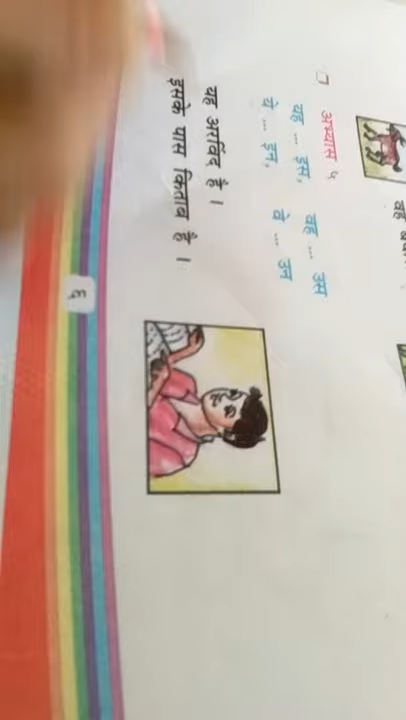 अभ्यास ५
यह ... इस, वह ... उस
ये ... इन, वे ... उन
यह अरविंद है।
इसके पास किताब है।
६